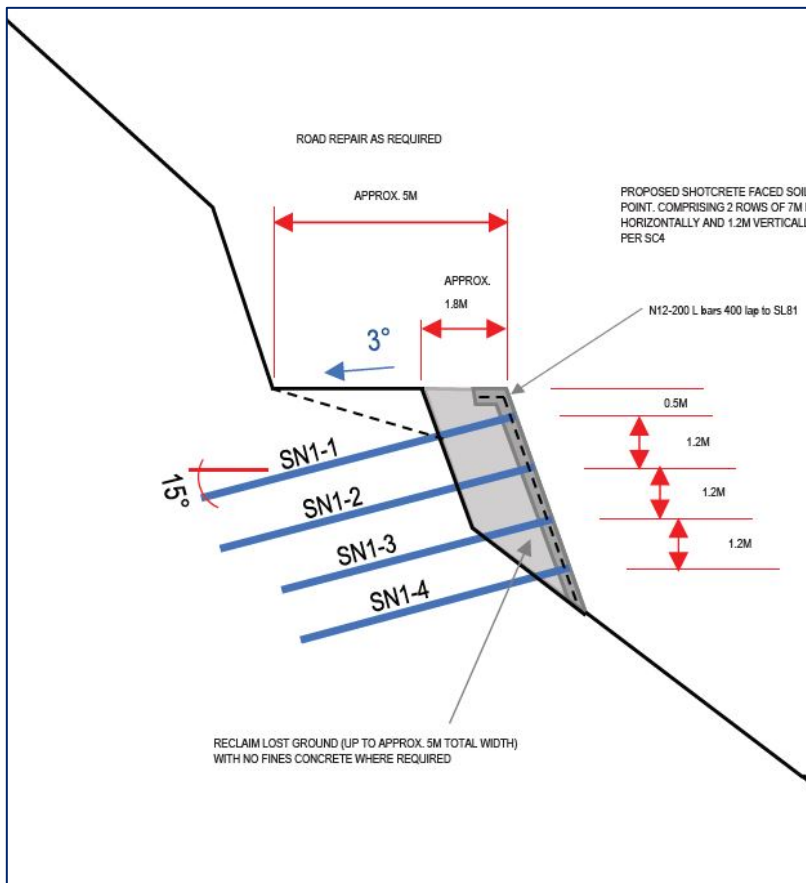 ROAD REPAIR AS REQUIRED
APPROX. 5M
PROPOSED SHOTCRETE FACED SOIL
POINT. COMPRISING 2 ROWS OF 7M
HORIZONTALLY AND 1.2M VERTICALL
PER SC4
APPROX.
1.8M
N12-200 L bars 400 lap to SL81
3°
0.5M
1.2M
SN1-1
15°
1.2M
SN1-2
1.2M
SN1-3
SN1-4
RECLAIM LOST GROUND (UP TO APPROX. 5M TOTAL WIDTH)
WITH NO FINES CONCRETE WHERE REQUIRED